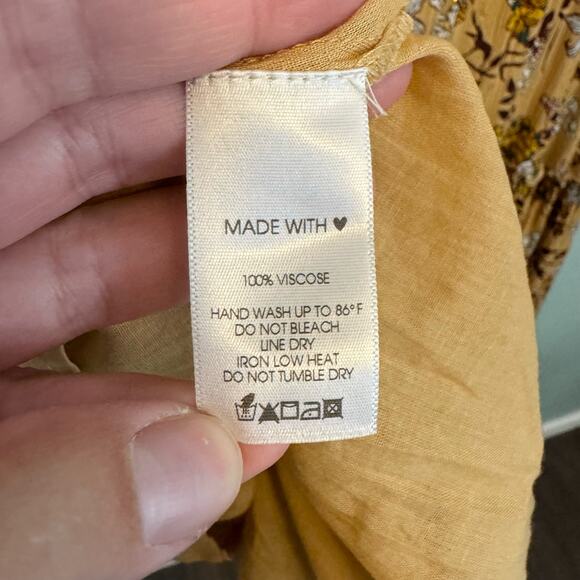 MADE WITH ♥
100% VISCOSE
HAND WASH UP TO 86°F
DO NOT BLEACH
LINE DRY
IRON LOW HEAT
DO NOT TUMBLE DRY